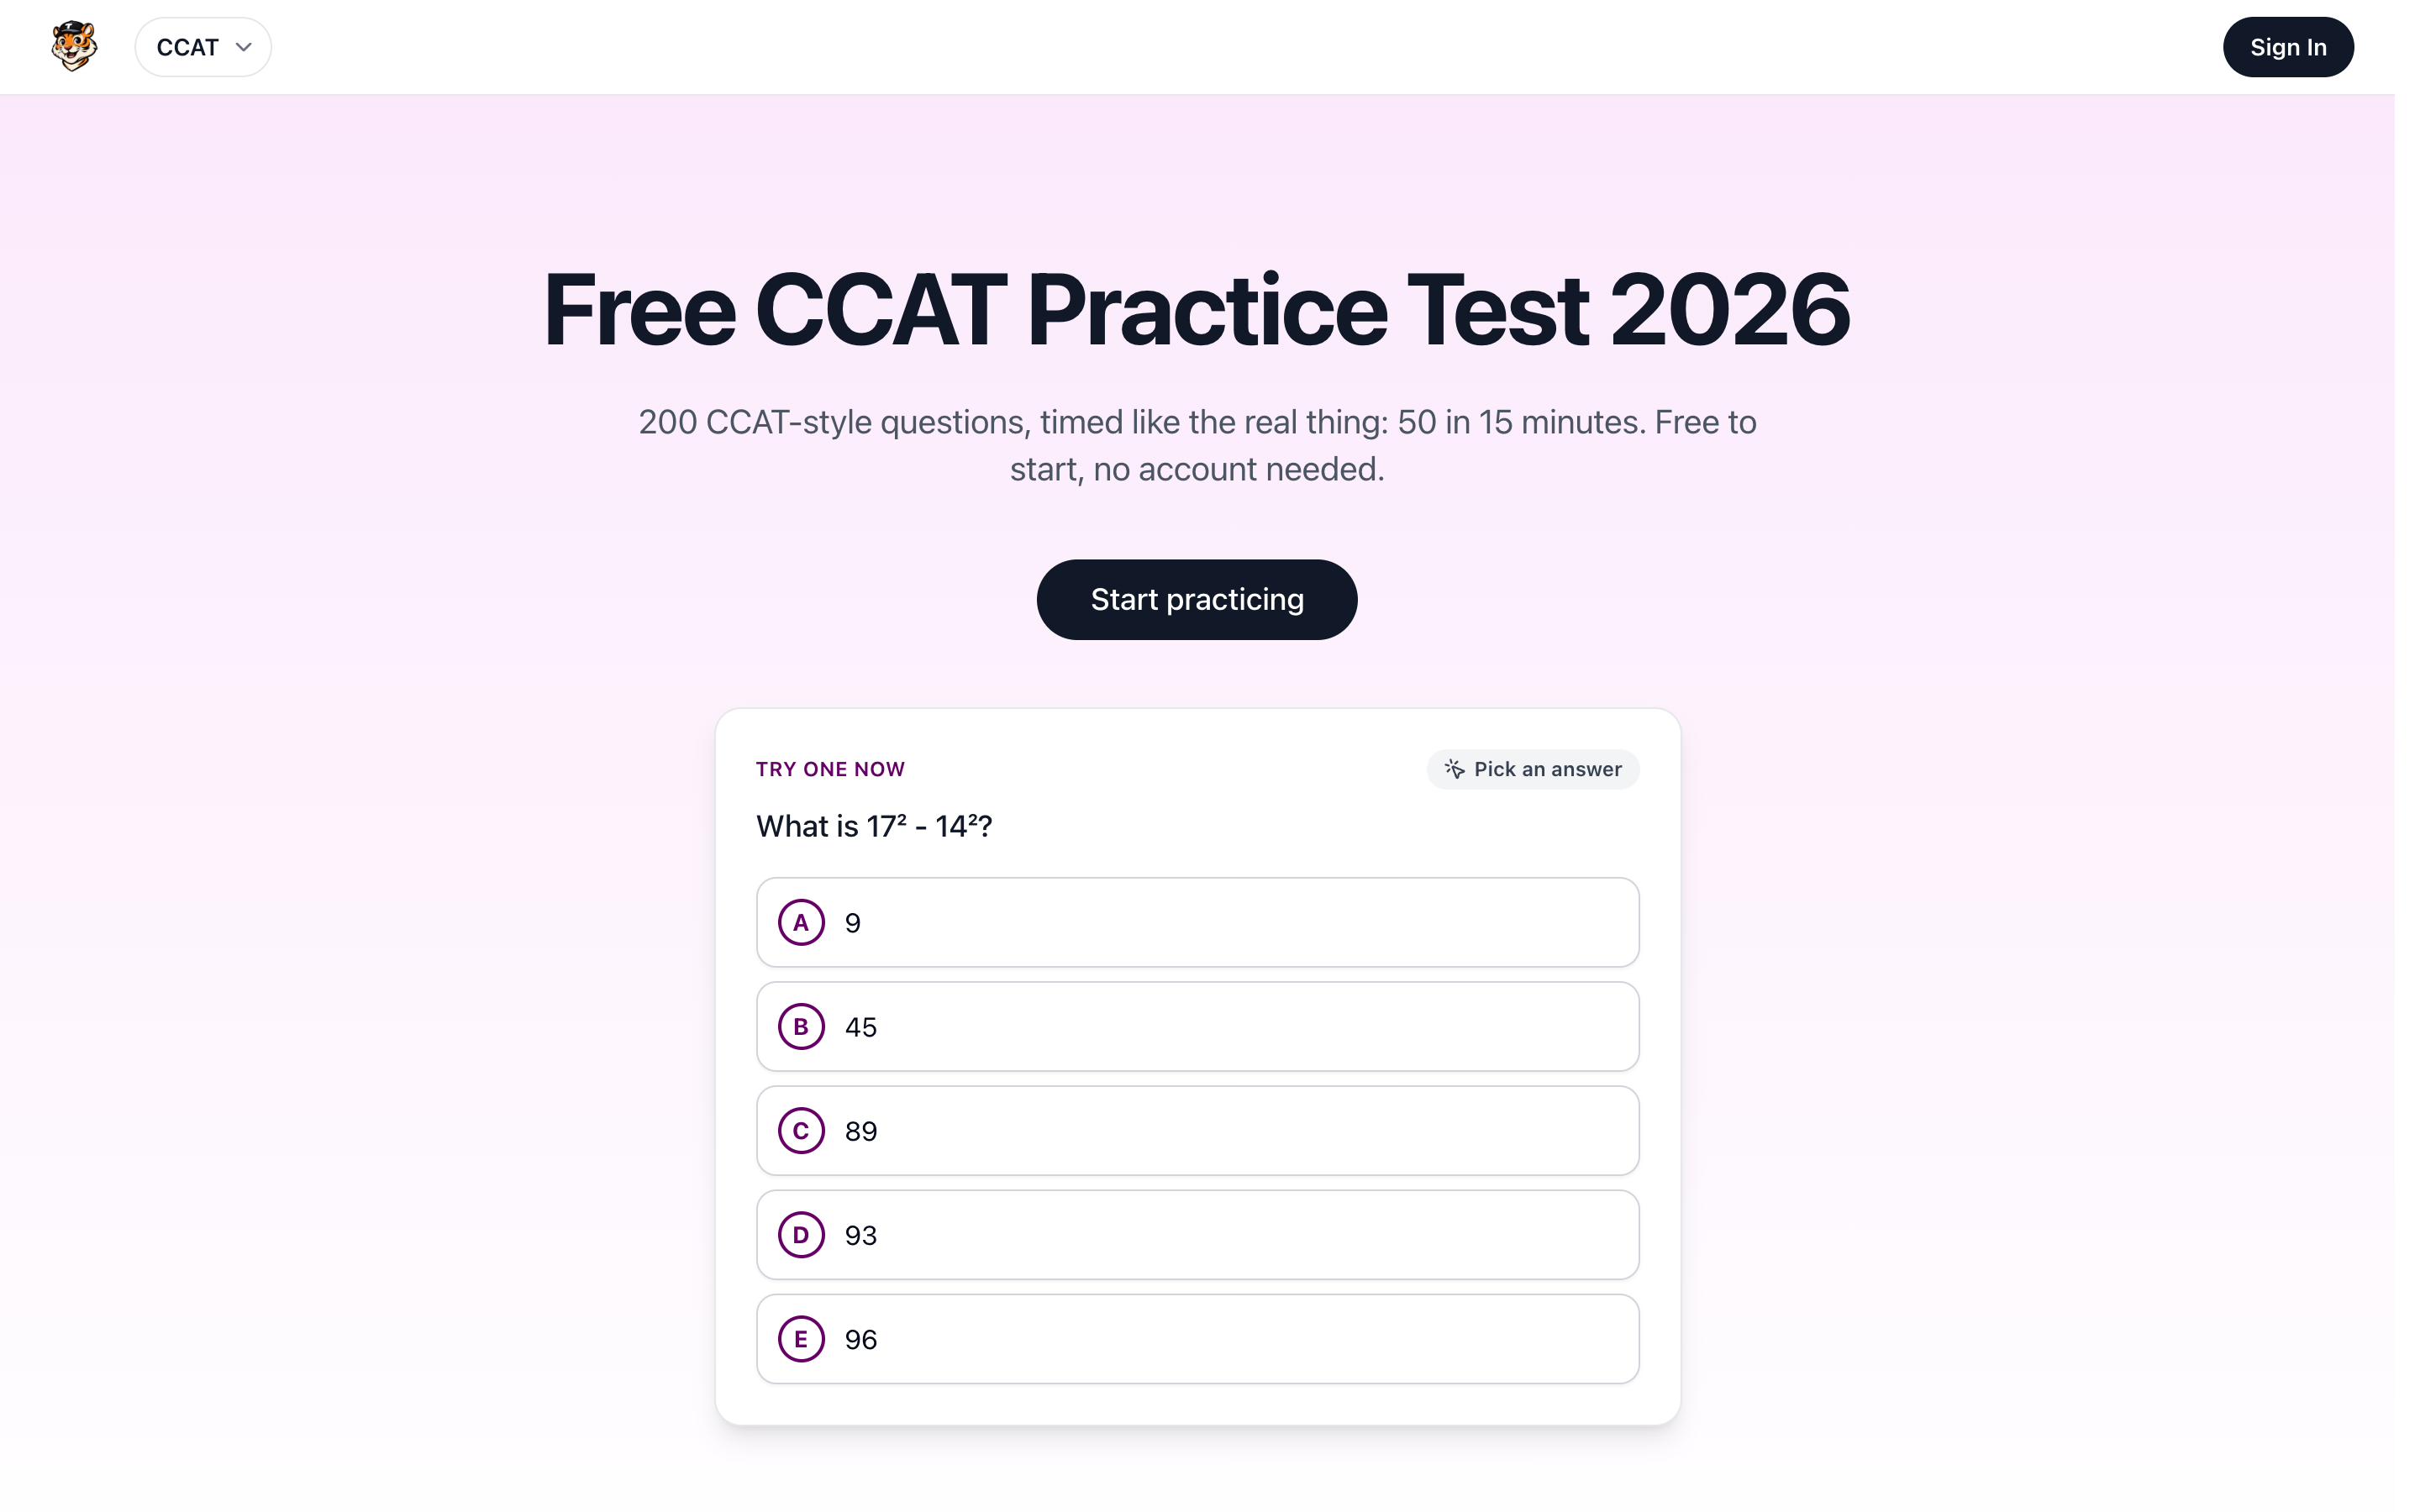 CCAT
Sign In
Free CCAT Practice Test 2026
200 CCAT-style questions, timed like the real thing: 50 in 15 minutes. Free to
start, no account needed.
Start practicing
TRY ONE NOW
Pick an answer
What is 17² - 14²?
A 9
B 45
C 89
D 93
E 96